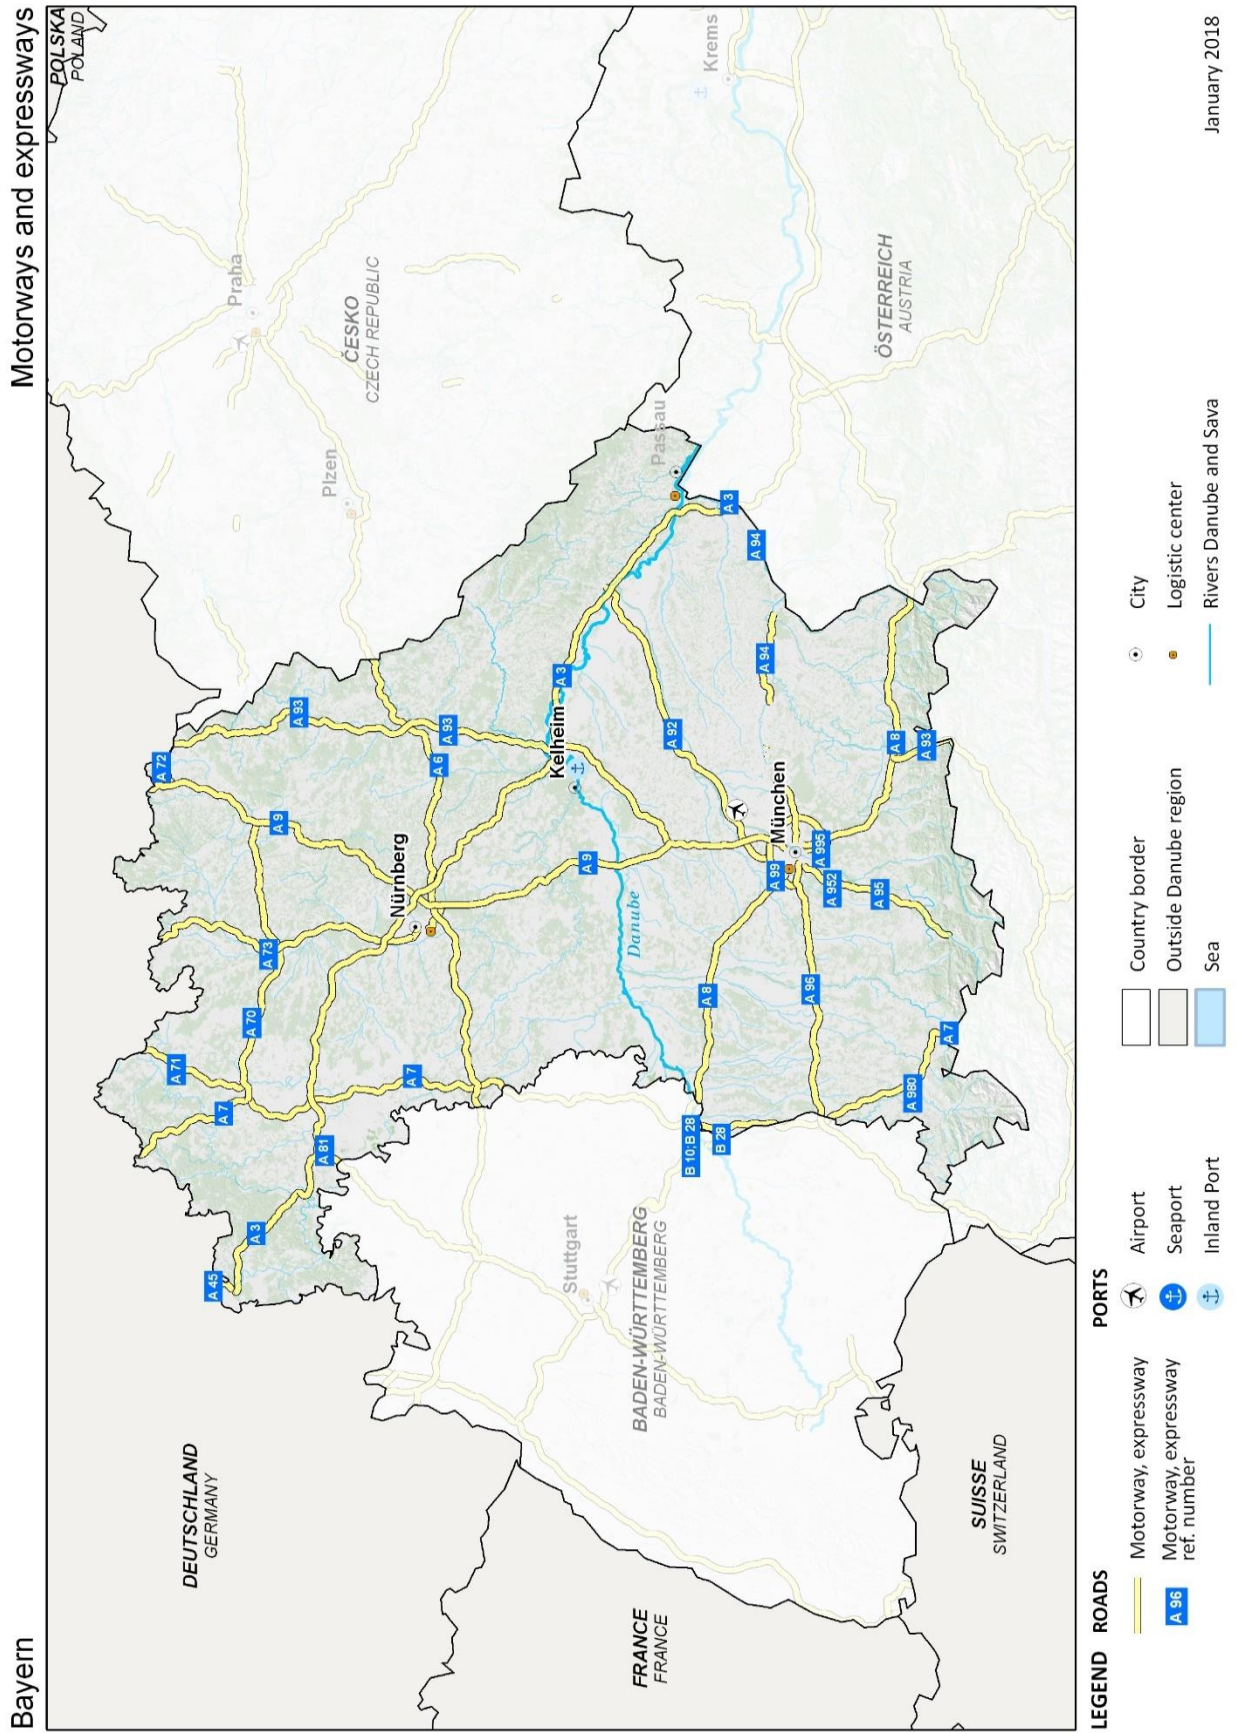 Bayern
Motorways and expressways
POLSKA
POLAND
DEUTSCHLAND
GERMANY
ČESKO
CZECH REPUBLIC
Praha
Plzen
Krems
Passau
ÖSTERREICH
AUSTRIA
Stuttgart
BADEN-WÜRTTEMBERG
BADEN-WÜRTTEMBERG
FRANCE
FRANCE
SUISSE
SWITZERLAND
Nürnberg
Kelheim
München
Danube
A 45
A 3
A 81
A 7
A 71
A 70
A 73
A 9
A 72
A 93
A 7
A 6
A 93
A 9
A 3
A 92
A 3
A 94
A 94
B 10; B 28
B 28
A 8
A 96
A 99
A 995
A 952
A 95
A 8
A 93
A 980
A 7
LEGEND
ROADS
Motorway, expressway
A 96
Motorway, expressway
ref. number
PORTS
Airport
Seaport
Inland Port
Country border
Outside Danube region
Sea
City
Logistic center
Rivers Danube and Sava
January 2018